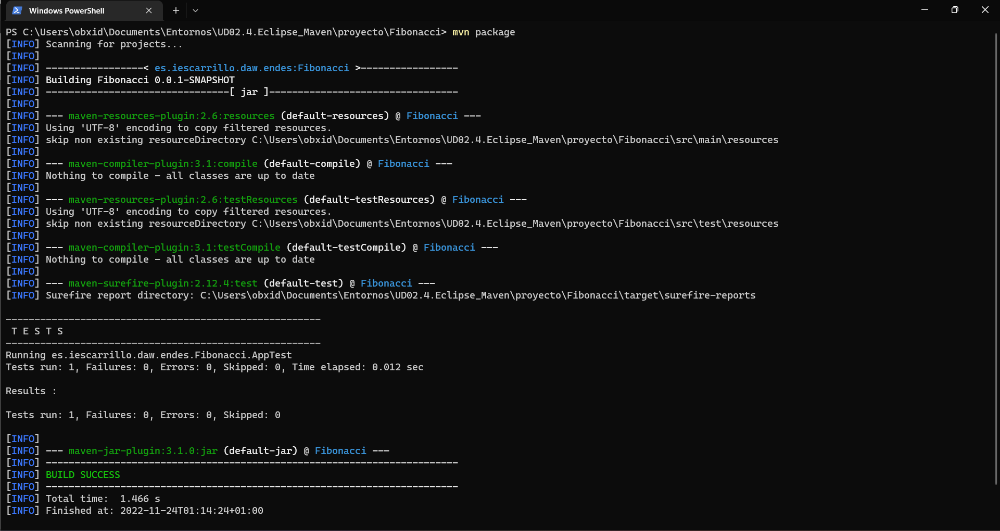 Windows PowerShell
PS C:\Users\obxid\Documents\Entornos\UD02.4.Eclipse_Maven\proyecto\Fibonacci> mvn package
[INFO] Scanning for projects...
[INFO]
[INFO] -----------------< es.iescarrillo.daw.endes:Fibonacci >-----------------
[INFO] Building Fibonacci 0.0.1-SNAPSHOT
[INFO] --------------------------------[ jar ]---------------------------------
[INFO]
[INFO] --- maven-resources-plugin:2.6:resources (default-resources) @ Fibonacci ---
[INFO] Using 'UTF-8' encoding to copy filtered resources.
[INFO] skip non existing resourceDirectory C:\Users\obxid\Documents\Entornos\UD02.4.Eclipse_Maven\proyecto\Fibonacci\src\main\resources
[INFO]
[INFO] --- maven-compiler-plugin:3.1:compile (default-compile) @ Fibonacci ---
[INFO] Nothing to compile - all classes are up to date
[INFO]
[INFO] --- maven-resources-plugin:2.6:testResources (default-testResources) @ Fibonacci ---
[INFO] Using 'UTF-8' encoding to copy filtered resources.
[INFO] skip non existing resourceDirectory C:\Users\obxid\Documents\Entornos\UD02.4.Eclipse_Maven\proyecto\Fibonacci\src\test\resources
[INFO]
[INFO] --- maven-compiler-plugin:3.1:testCompile (default-testCompile) @ Fibonacci ---
[INFO] Nothing to compile - all classes are up to date
[INFO]
[INFO] --- maven-surefire-plugin:2.12.4:test (default-test) @ Fibonacci ---
[INFO] Surefire report directory: C:\Users\obxid\Documents\Entornos\UD02.4.Eclipse_Maven\proyecto\Fibonacci\target\surefire-reports
-------------------------------------------------------
T E S T S
-------------------------------------------------------
Running es.iescarrillo.daw.endes.Fibonacci.AppTest
Tests run: 1, Failures: 0, Errors: 0, Skipped: 0, Time elapsed: 0.012 sec
Results :
Tests run: 1, Failures: 0, Errors: 0, Skipped: 0
[INFO]
[INFO] --- maven-jar-plugin:3.1.0:jar (default-jar) @ Fibonacci ---
[INFO] ------------------------------------------------------------------------
[INFO] BUILD SUCCESS
[INFO] ------------------------------------------------------------------------
[INFO] Total time:  1.466 s
[INFO] Finished at: 2022-11-24T01:14:24+01:00